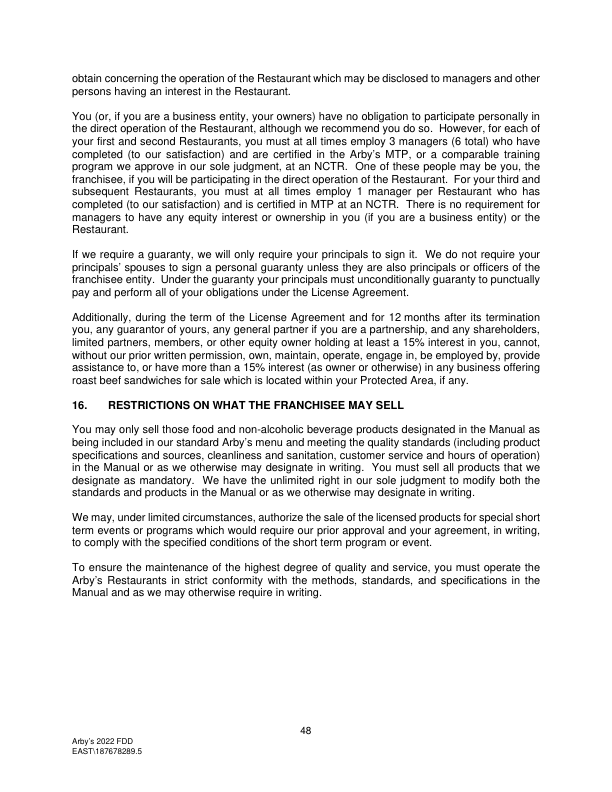 obtain concerning the operation of the Restaurant which may be disclosed to managers and other
persons having an interest in the Restaurant.
You (or, if you are a business entity, your owners) have no obligation to participate personally in
the direct operation of the Restaurant, although we recommend you do so.  However, for each of
your first and second Restaurants, you must at all times employ 3 managers (6 total) who have
completed (to our satisfaction) and are certified in the Arby's MTP, or a comparable training
program we approve in our sole judgment, at an NCTR.  One of these people may be you, the
franchisee, if you will be participating in the direct operation of the Restaurant.  For your third and
subsequent Restaurants, you must at all times employ 1 manager per Restaurant who has
completed (to our satisfaction) and is certified in MTP at an NCTR.  There is no requirement for
managers to have any equity interest or ownership in you (if you are a business entity) or the
Restaurant.
If we require a guaranty, we will only require your principals to sign it.  We do not require your
principals' spouses to sign a personal guaranty unless they are also principals or officers of the
franchisee entity.  Under the guaranty your principals must unconditionally guaranty to punctually
pay and perform all of your obligations under the License Agreement.
Additionally, during the term of the License Agreement and for 12 months after its termination
you, any guarantor of yours, any general partner if you are a partnership, and any shareholders,
limited partners, members, or other equity owner holding at least a 15% interest in you, cannot,
without our prior written permission, own, maintain, operate, engage in, be employed by, provide
assistance to, or have more than a 15% interest (as owner or otherwise) in any business offering
roast beef sandwiches for sale which is located within your Protected Area, if any.
16. RESTRICTIONS ON WHAT THE FRANCHISEE MAY SELL
You may only sell those food and non-alcoholic beverage products designated in the Manual as
being included in our standard Arby's menu and meeting the quality standards (including product
specifications and sources, cleanliness and sanitation, customer service and hours of operation)
in the Manual or as we otherwise may designate in writing.  You must sell all products that we
designate as mandatory.  We have the unlimited right in our sole judgment to modify both the
standards and products in the Manual or as we otherwise may designate in writing.
We may, under limited circumstances, authorize the sale of the licensed products for special short
term events or programs which would require our prior approval and your agreement, in writing,
to comply with the specified conditions of the short term program or event.
To ensure the maintenance of the highest degree of quality and service, you must operate the
Arby's Restaurants in strict conformity with the methods, standards, and specifications in the
Manual and as we may otherwise require in writing.
48
Arby's 2022 FDD
EAST\187678289.5